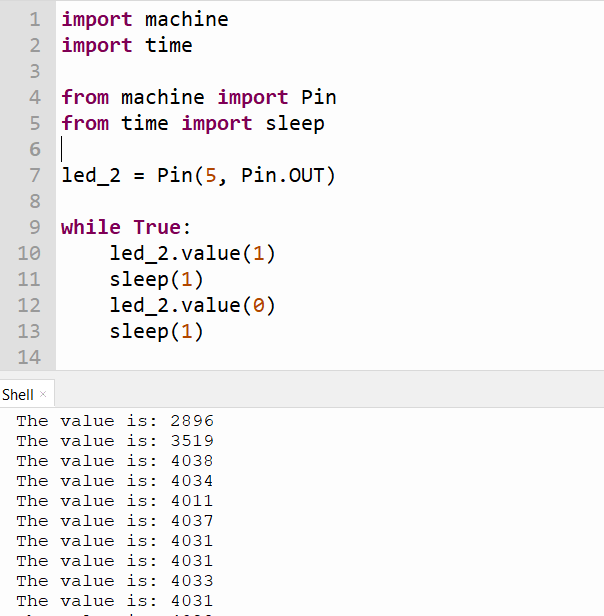 1 import machine
2 import time
3
4 from machine import Pin
5 from time import sleep
6
7 led_2 = Pin(5, Pin.OUT)
8
9 while True:
10     led_2.value(1)
11     sleep(1)
12     led_2.value(0)
13     sleep(1)
14
Shell ×
The value is: 2896
The value is: 3519
The value is: 4038
The value is: 4034
The value is: 4011
The value is: 4037
The value is: 4031
The value is: 4031
The value is: 4033
The value is: 4031